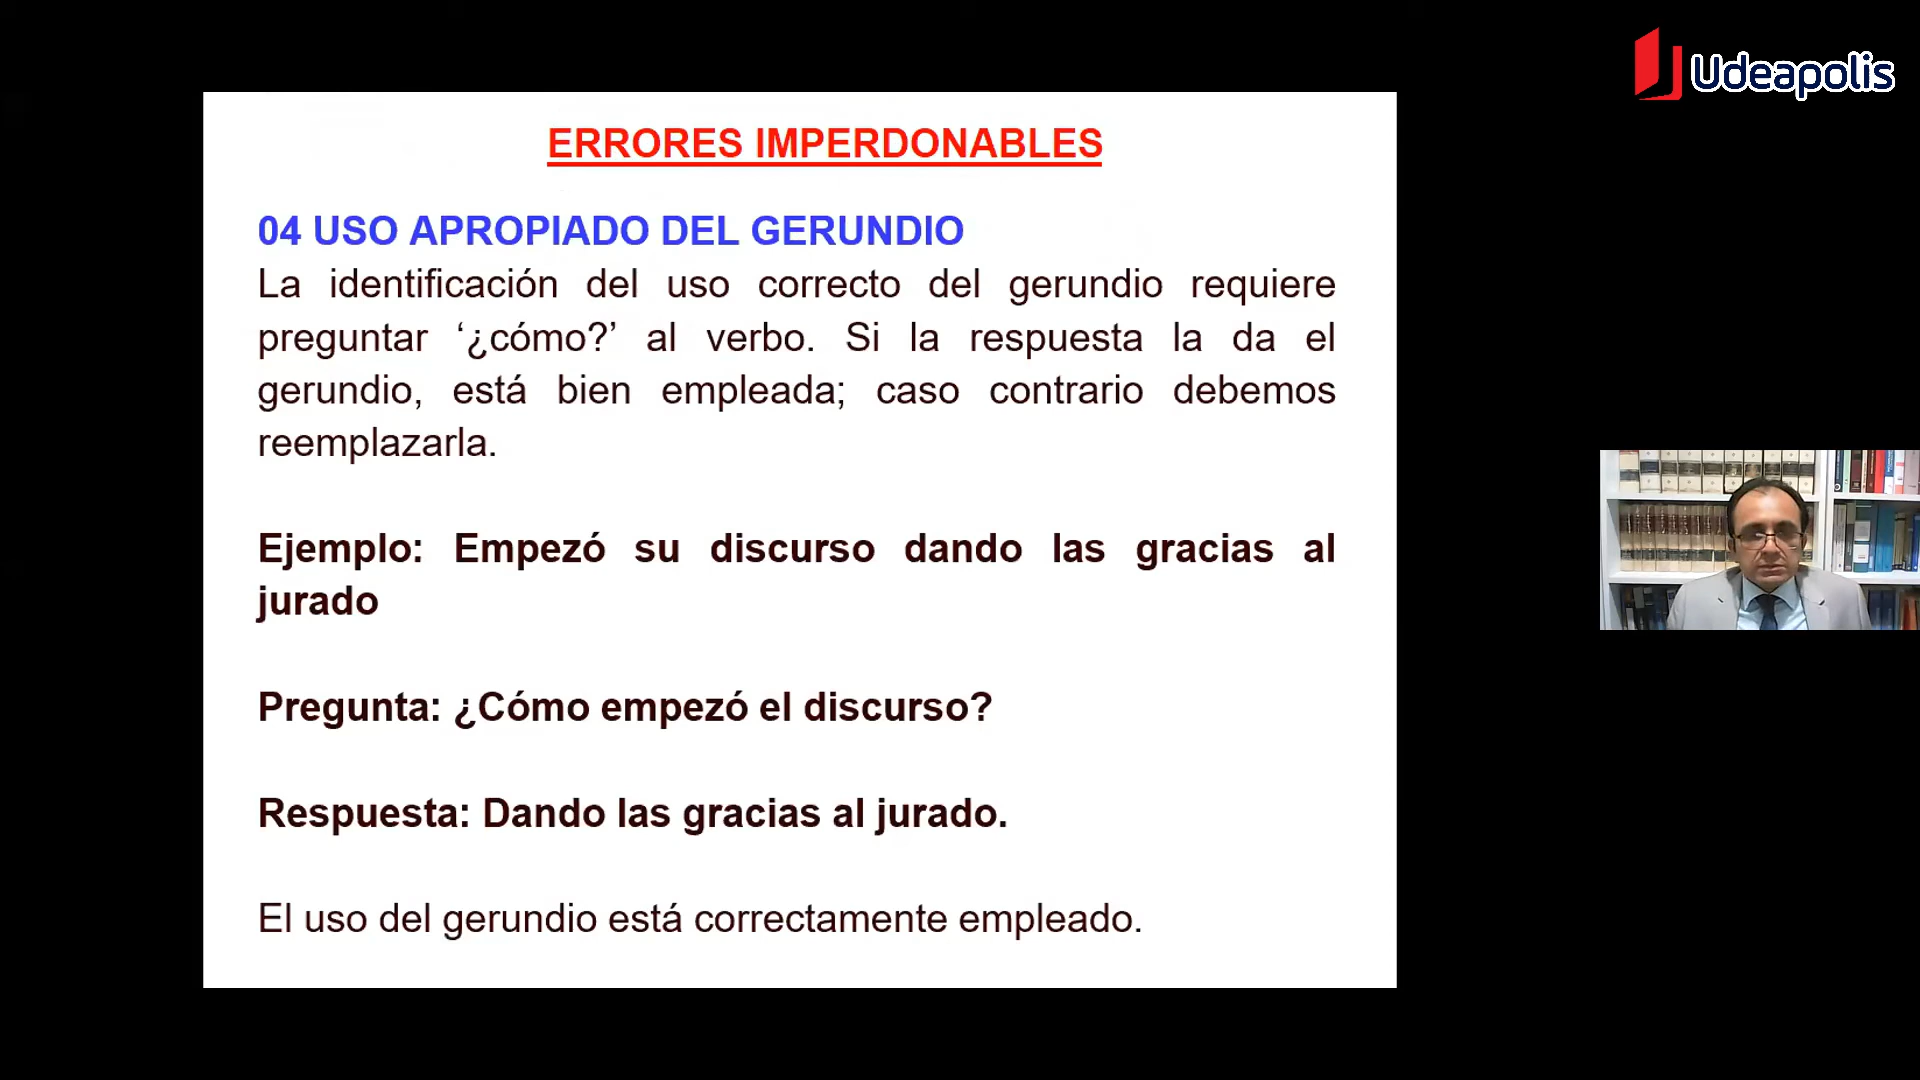 Udeapolis
ERRORES IMPERDONABLES
04 USO APROPIADO DEL GERUNDIO
La identificación del uso correcto del gerundio requiere
preguntar ‘¿cómo?’ al verbo. Si la respuesta la da el
gerundio, está bien empleada; caso contrario debemos
reemplazarla.
Ejemplo: Empezó su discurso dando las gracias al
jurado
Pregunta: ¿Cómo empezó el discurso?
Respuesta: Dando las gracias al jurado.
El uso del gerundio está correctamente empleado.